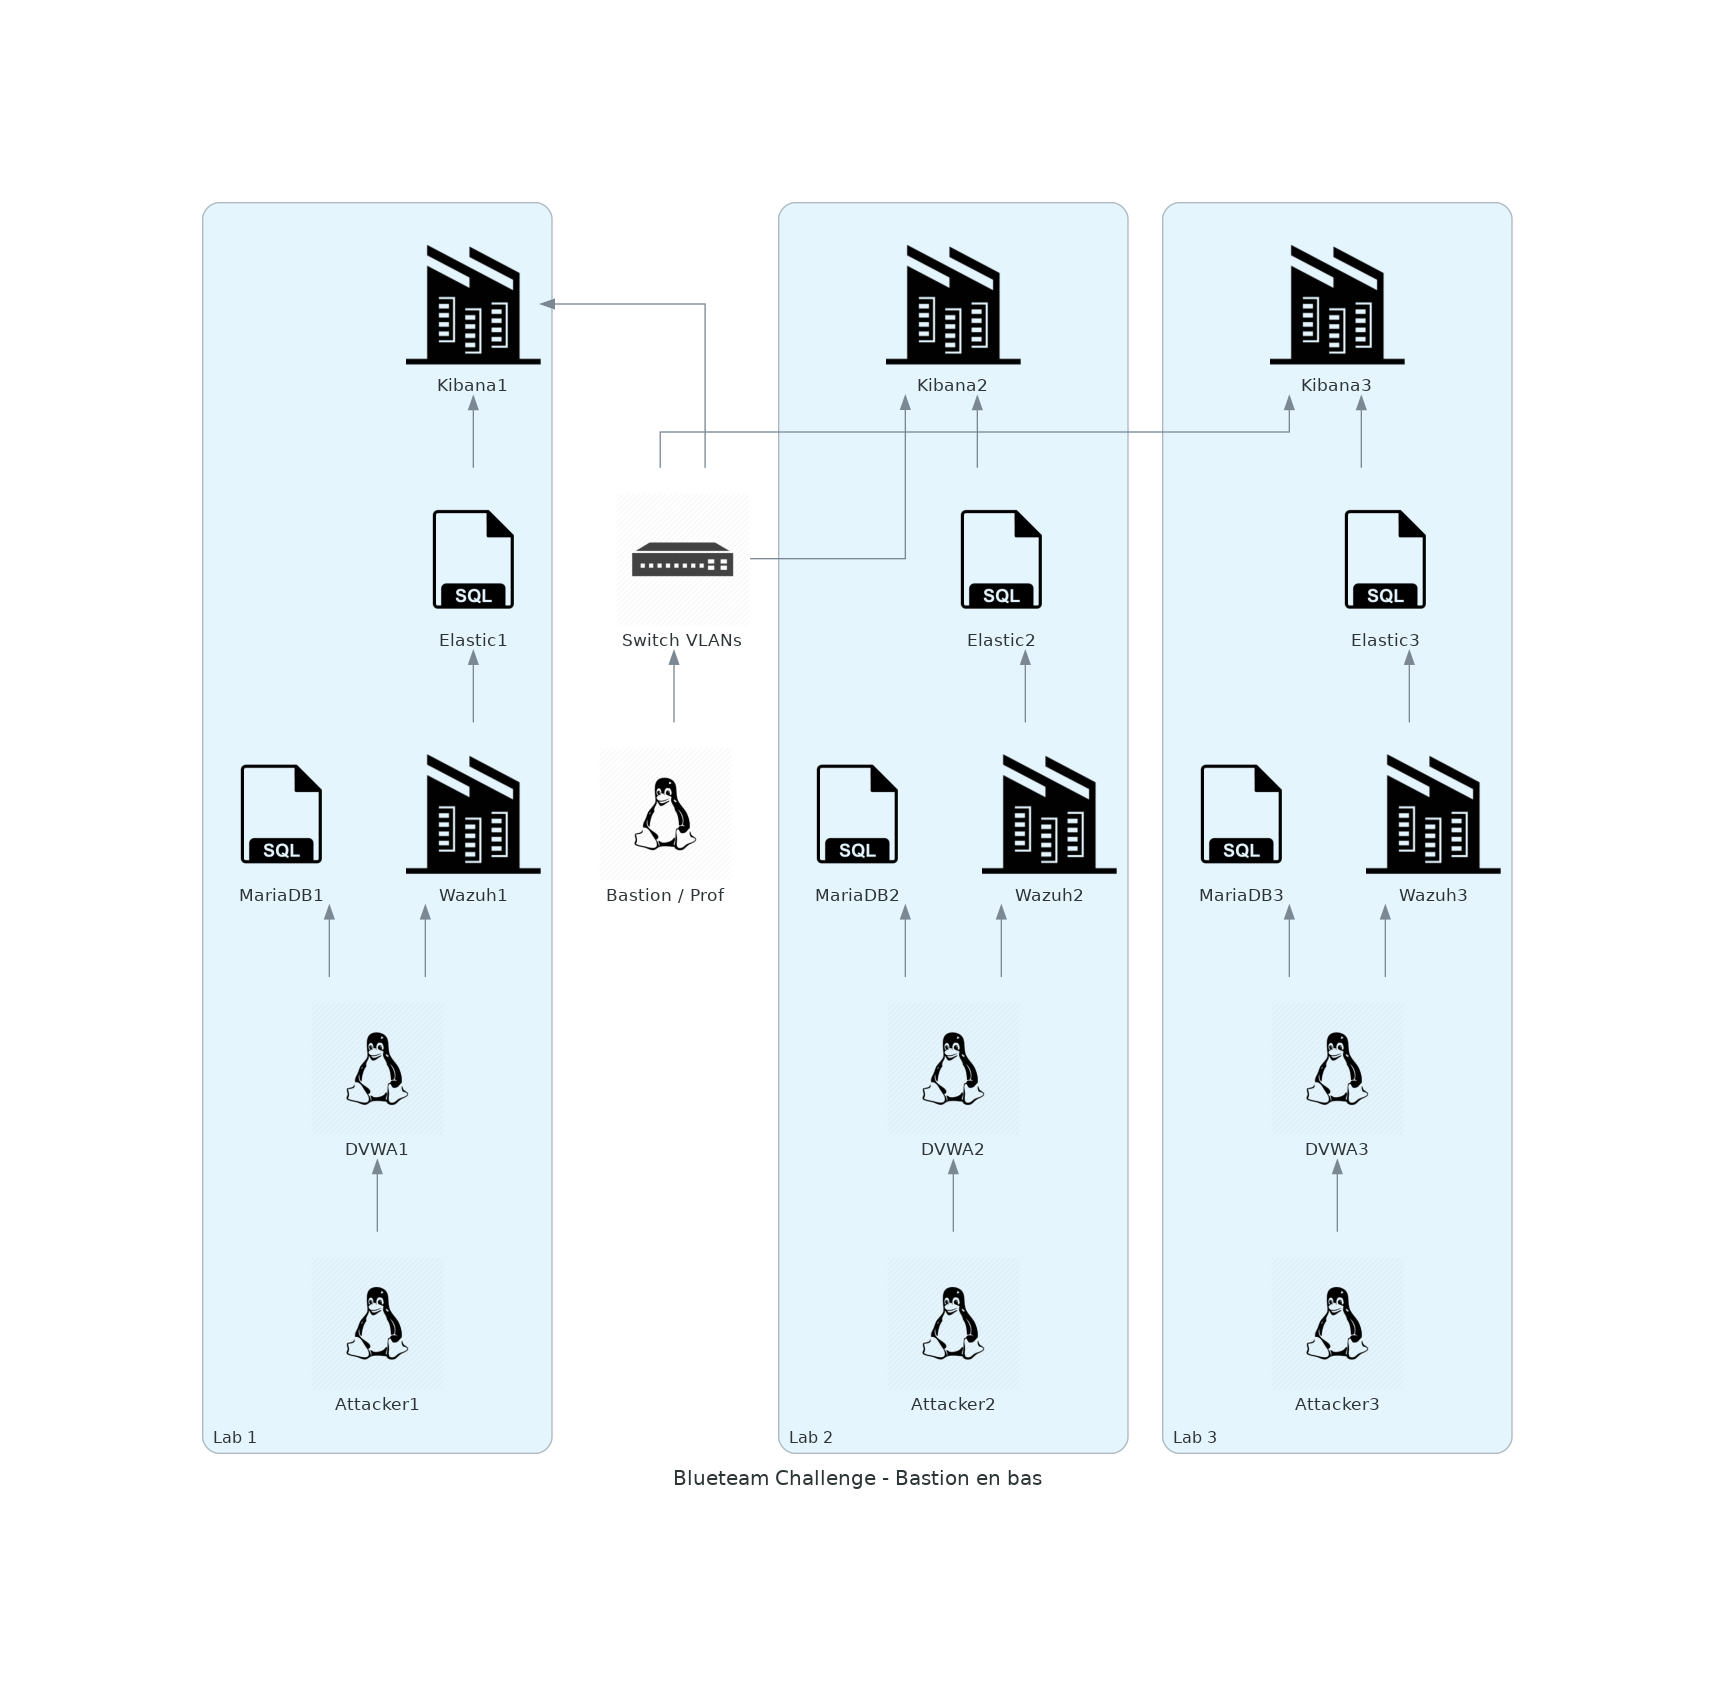 Kibana1
Kibana2
Kibana3
SQL
SQL
SQL
Elastic1
Switch VLANs
Elastic2
Elastic3
SQL
SQL
SQL
MariaDB1
Wazuh1
Bastion / Prof
MariaDB2
Wazuh2
MariaDB3
Wazuh3
DVWA1
DVWA2
DVWA3
Attacker1
Attacker2
Attacker3
Lab 1
Lab 2
Lab 3
Blueteam Challenge - Bastion en bas